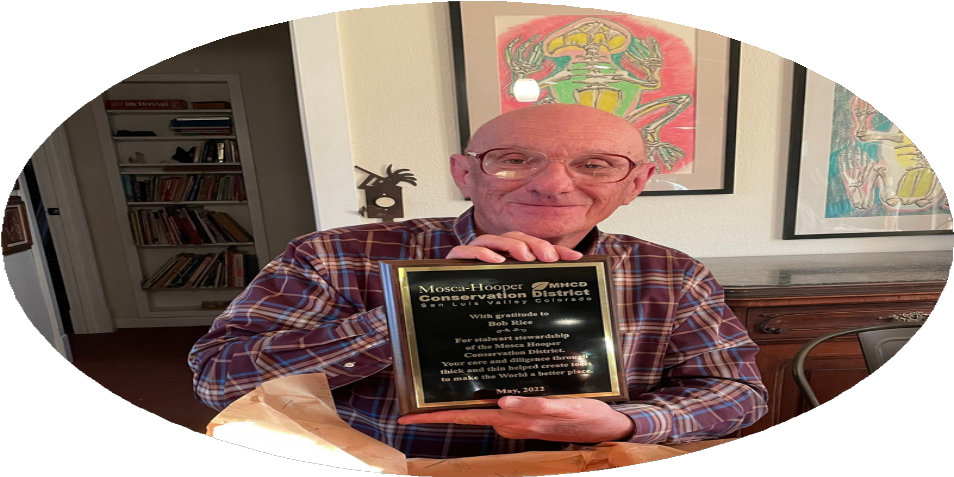 DICTIONARY
Mosca-Hooper MHCD
Conservation District
San Luis Valley Colorado
With gratitude to
Bob Rice
For stalwart stewardship
of the Mosca Hooper
Conservation District.
Your care and diligence through
thick and thin helped create tools
to make the World a better place.
May, 2022